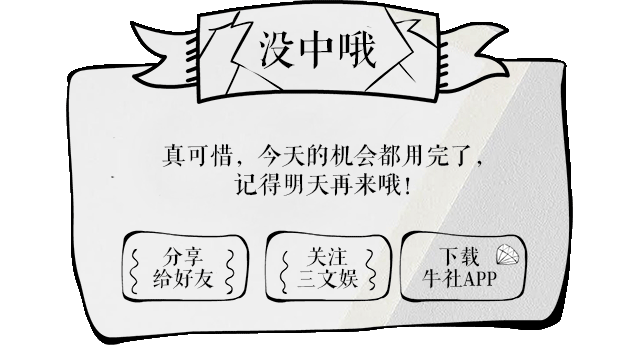 没中哦
真可惜，今天的机会都用完了，
记得明天再来哦！
分享
给好友
关注
三文娱
下载
牛社APP